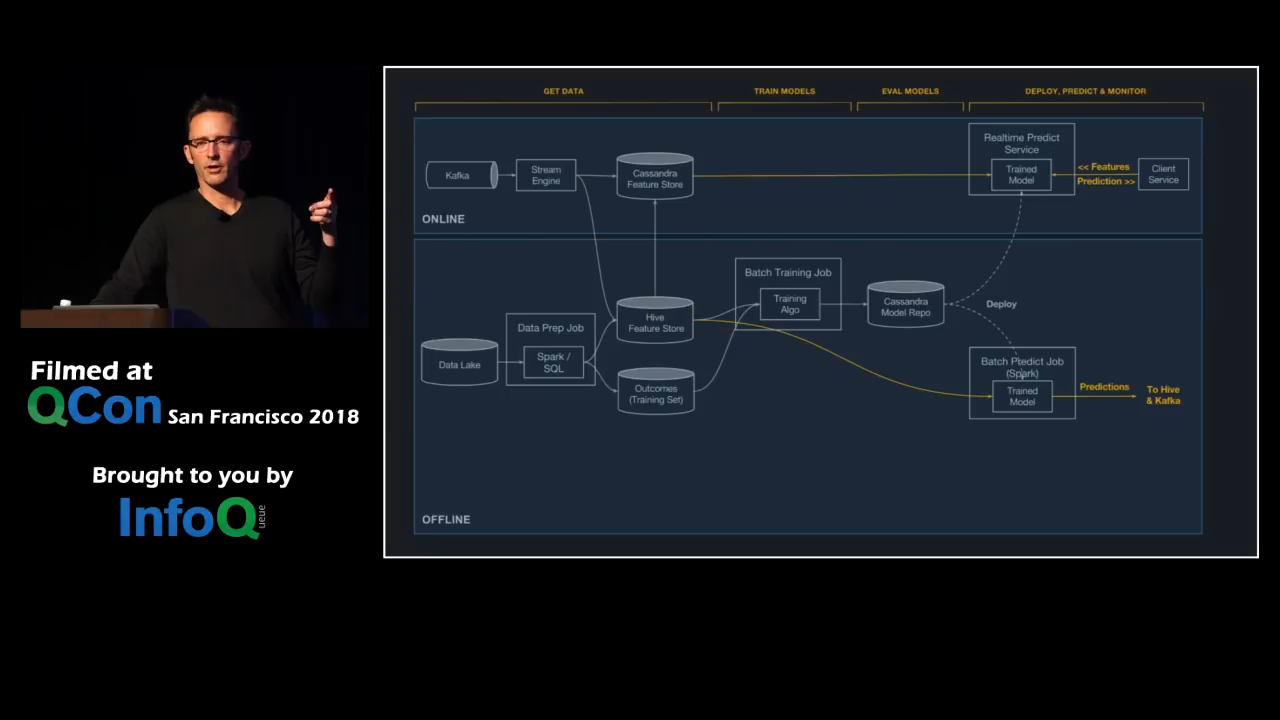 GET DATA
TRAIN MODELS
EVAL MODELS
DEPLOY, PREDICT & MONITOR
Realtime Predict
Service
Kafka
Stream
Engine
Cassandra
Feature Store
Trained
Model
<< Features
Prediction >>
Client
Service
ONLINE
Batch Training Job
Training
Algo
Cassandra
Model Repo
Deploy
Hive
Feature Store
Data Prep Job
Data Lake
Spark /
SQL
Outcomes
(Training Set)
Batch Predict Job
(Spark)
Trained
Model
Predictions
To Hive
& Kafka
OFFLINE
Filmed at
QCon San Francisco 2018
Brought to you by
InfoQ
ueue